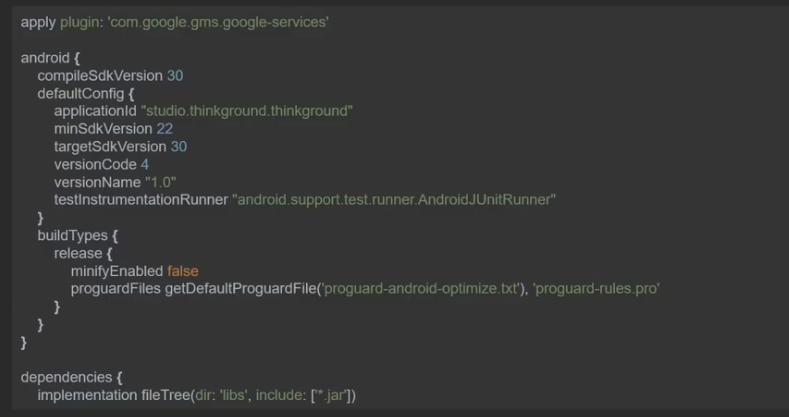 apply plugin: 'com.google.gms.google-services'
android {
compileSdkVersion 30
defaultConfig {
applicationId "studio.thinkground.thinkground"
minSdkVersion 22
targetSdkVersion 30
versionCode 4
versionName "1.0"
testInstrumentationRunner "android.support.test.runner.AndroidJUnitRunner"
}
buildTypes {
release {
minifyEnabled false
proguardFiles getDefaultProguardFile('proguard-android-optimize.txt'), 'proguard-rules.pro'
}
}
}
dependencies {
implementation fileTree(dir: 'libs', include: ['*.jar'])